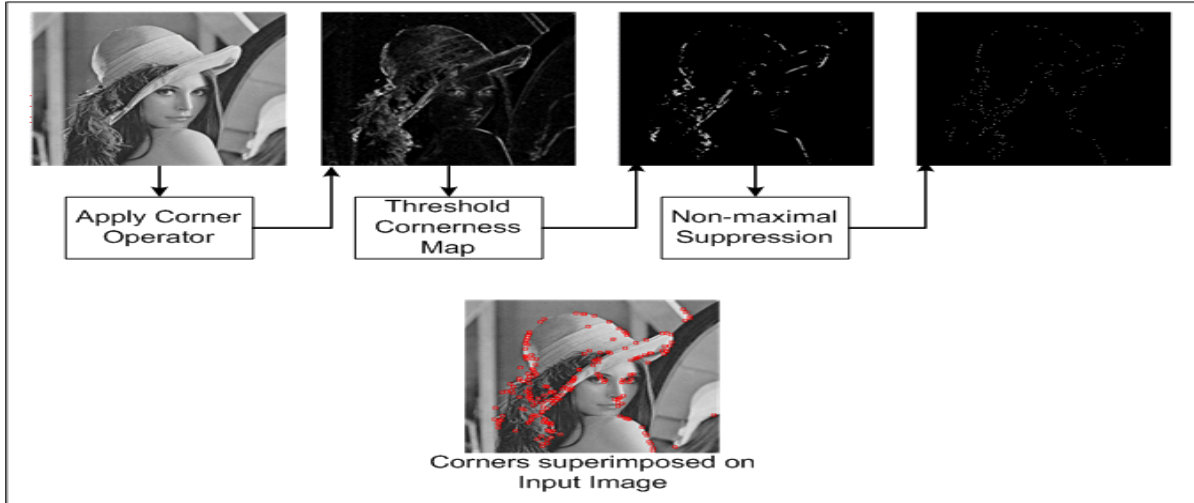 Apply Corner
Operator
Threshold
Cornerness
Map
Non-maximal
Suppression
Corners superimposed on
Input Image